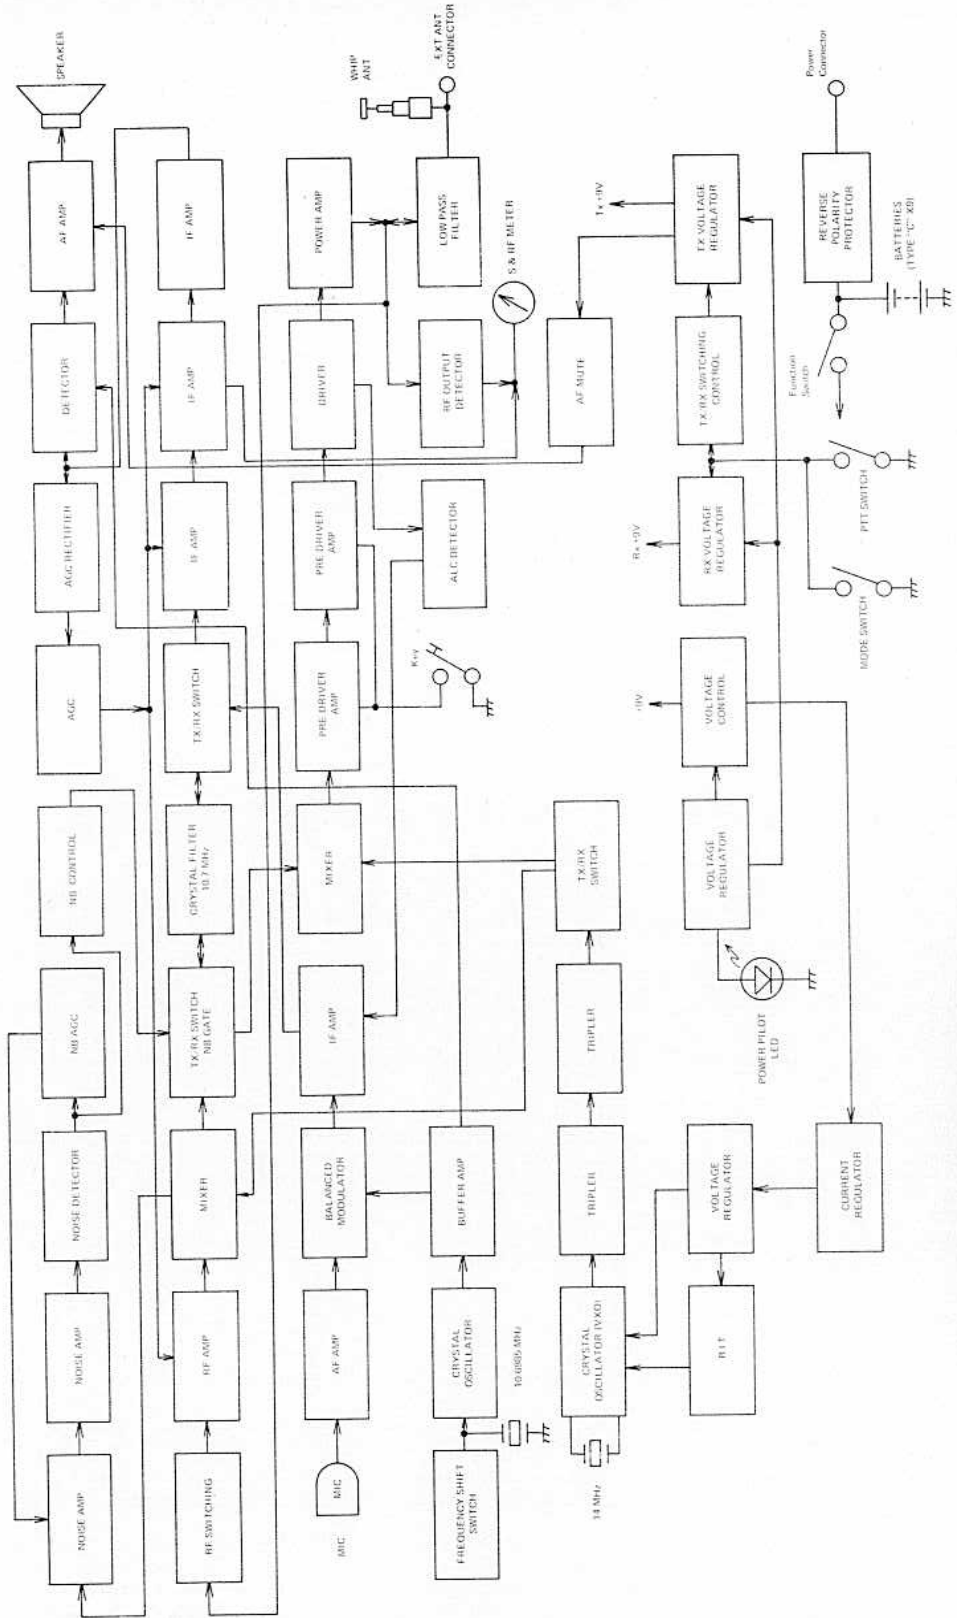 NOISE AMP
NOISE AMP
NOISE DETECTOR
NB AGC
NB CONTROL
AGC
AGC RECTIFIER
DETECTOR
AF AMP
SPEAKER
RF SWITCHING
RF AMP
MIXER
TX/RX SWITCH
NB GATE
CRYSTAL FILTER
10.7 MHz
TX/RX SWITCH
IF AMP
IF AMP
IF AMP
MIC
MIC
AF AMP
BALANCED
MODULATOR
IF AMP
MIXER
PRE DRIVER
AMP
PRE DRIVER
AMP
DRIVER
POWER AMP
WHIP
ANT
FREQUENCY SHIFT
SWITCH
CRYSTAL
OSCILLATOR
BUFFER AMP
Key
ALC DETECTOR
RF OUTPUT
DETECTOR
LOW PASS
FILTER
EXT ANT
CONNECTOR
S & RF METER
14 MHz
CRYSTAL
OSCILLATOR (VXO)
TRIPLER
TRIPLER
TX/RX
SWITCH
AF MUTE
Tx +9V
RIT
VOLTAGE
REGULATOR
POWER PILOT
LED
VOLTAGE
REGULATOR
VOLTAGE
CONTROL
+9V
Rx +9V
RX VOLTAGE
REGULATOR
TX/RX SWITCHING
CONTROL
TX VOLTAGE
REGULATOR
CURRENT
REGULATOR
MODE SWITCH
PTT SWITCH
Function
Switch
REVERSE
POLARITY
PROTECTOR
Power
Connector
BATTERIES
(TYPE "C" X9)